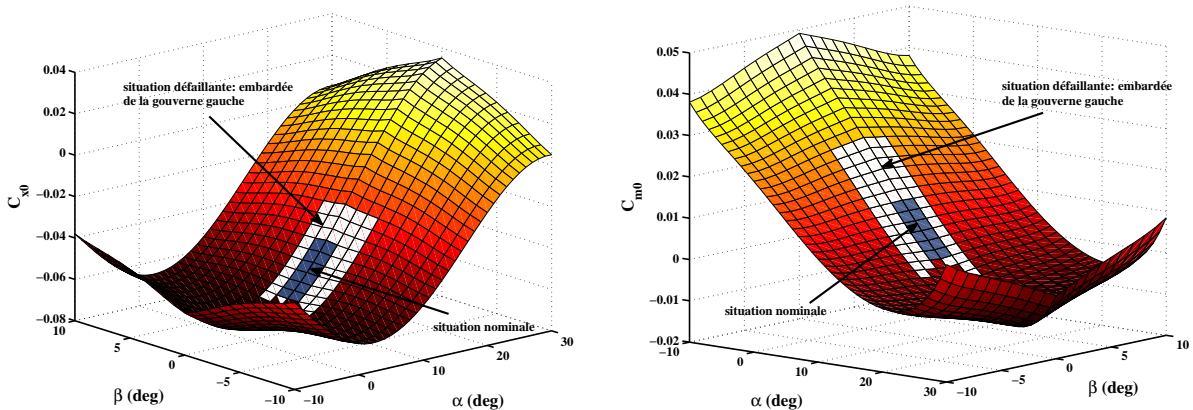 0.04
0.02
0
−0.02
−0.04
−0.06
−0.08
C x0
situation défaillante: embardée
de la gouverne gauche
situation nominale
10
5
0
−5
−10
β (deg)
−10
0
10
20
30
α (deg)
0.05
0.04
0.03
0.02
0.01
0
−0.01
−0.02
C m0
situation défaillante: embardée
de la gouverne gauche
situation nominale
−10
0
10
20
30
α (deg)
−10
−5
0
5
10
β (deg)